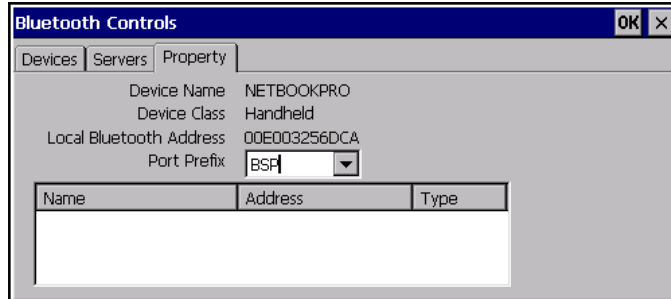 Bluetooth Controls OK ×
Devices Servers Property
Device Name NETBOOKPRO
Device Class Handheld
Local Bluetooth Address 00E003256DCA
Port Prefix BSP
Name Address Type